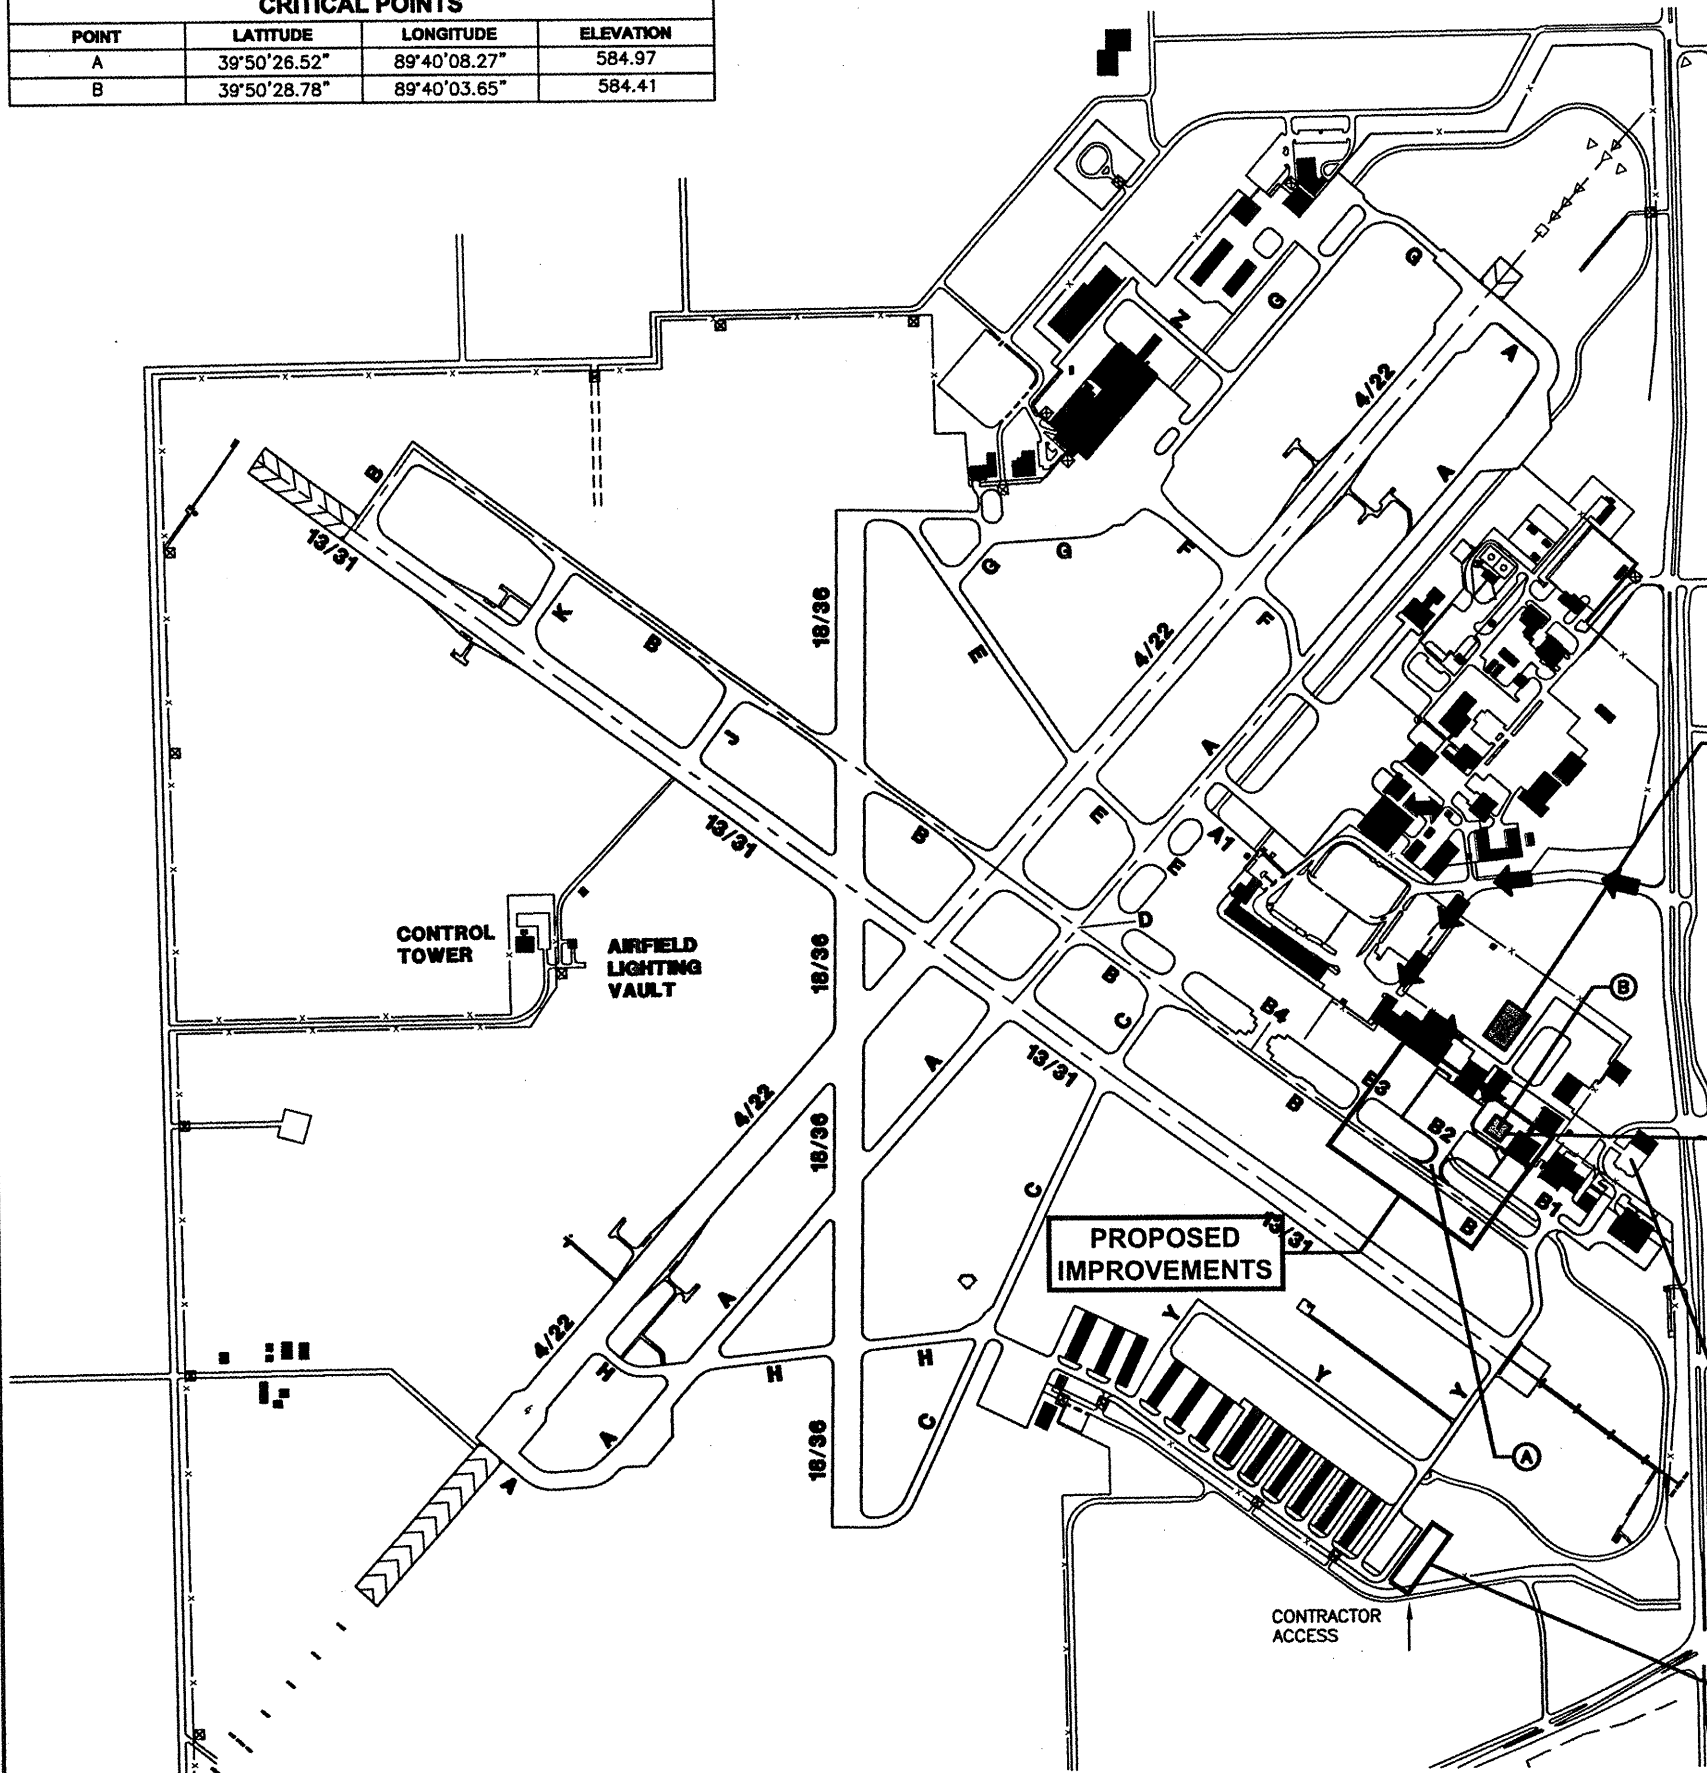 CRITICAL POINTS
POINT LATITUDE LONGITUDE ELEVATION
A 39°50'26.52" 89°40'08.27" 584.97
B 39°50'28.78" 89°40'03.65" 584.41
G
G
Z
A
4/22
B
A
13/31
G
G
F
18/36
K
B
E
4/22
F
J
A
13/31
B
E
A1
E
D
CONTROL
TOWER
AIRFIELD
LIGHTING
VAULT
18/36
B
B
B4
C
A
13/31
B3
4/22
B
18/36
B2
C
B1
B
PROPOSED
IMPROVEMENTS
13/31
A
Y
4/22
H
H
H
Y
Y
C
A
18/36
A
A
CONTRACTOR
ACCESS